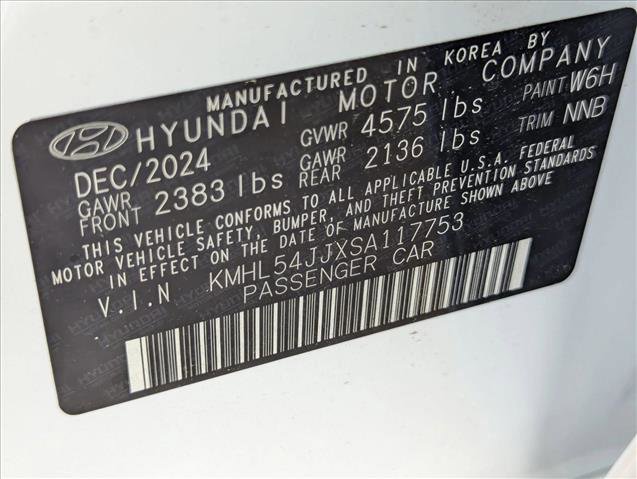 MANUFACTURED IN KOREA BY
HYUNDAI MOTOR COMPANY
DEC/2024 GVWR 4575 lbs PAINT W6H
GAWR FRONT 2383 lbs GAWR REAR 2136 lbs TRIM NNB
THIS VEHICLE CONFORMS TO ALL APPLICABLE U.S.A. FEDERAL
MOTOR VEHICLE SAFETY, BUMPER, AND THEFT PREVENTION STANDARDS
IN EFFECT ON THE DATE OF MANUFACTURE SHOWN ABOVE
V.I.N KMHL54JJXSA117753
PASSENGER CAR